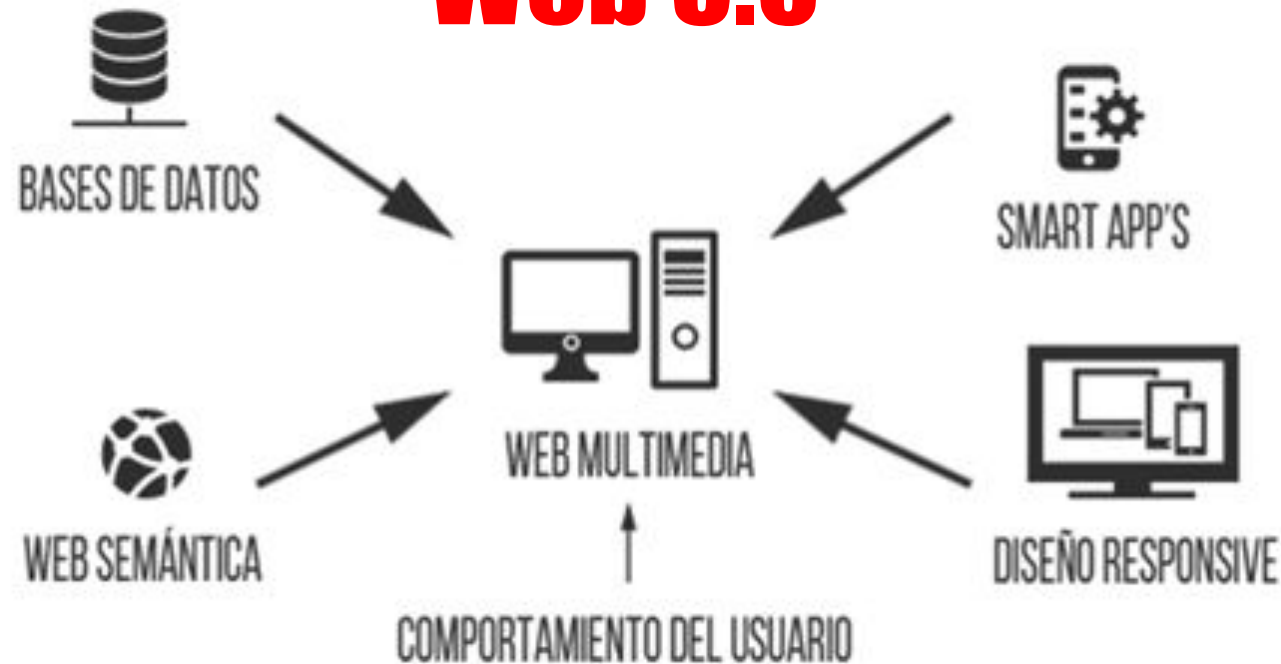 BASES DE DATOS
SMART APP'S
WEB MULTIMEDIA
WEB SEMÁNTICA
DISEÑO RESPONSIVE
COMPORTAMIENTO DEL USUARIO